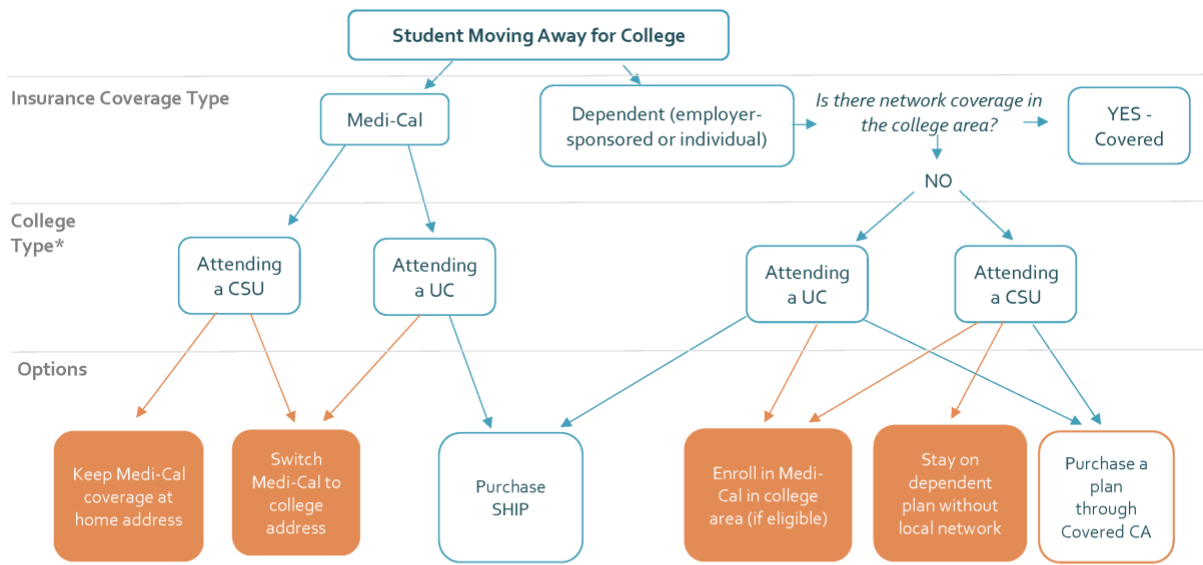 Student Moving Away for College
Insurance Coverage Type
Medi-Cal
Dependent (employer-
sponsored or individual)
Is there network coverage in
the college area?
YES -
Covered
NO
College
Type*
Attending
a CSU
Attending
a UC
Attending
a UC
Attending
a CSU
Options
Keep Medi-Cal
coverage at
home address
Switch
Medi-Cal to
college
address
Purchase
SHIP
Enroll in Medi-
Cal in college
area (if eligible)
Stay on
dependent
plan without
local network
Purchase a
plan
through
Covered CA